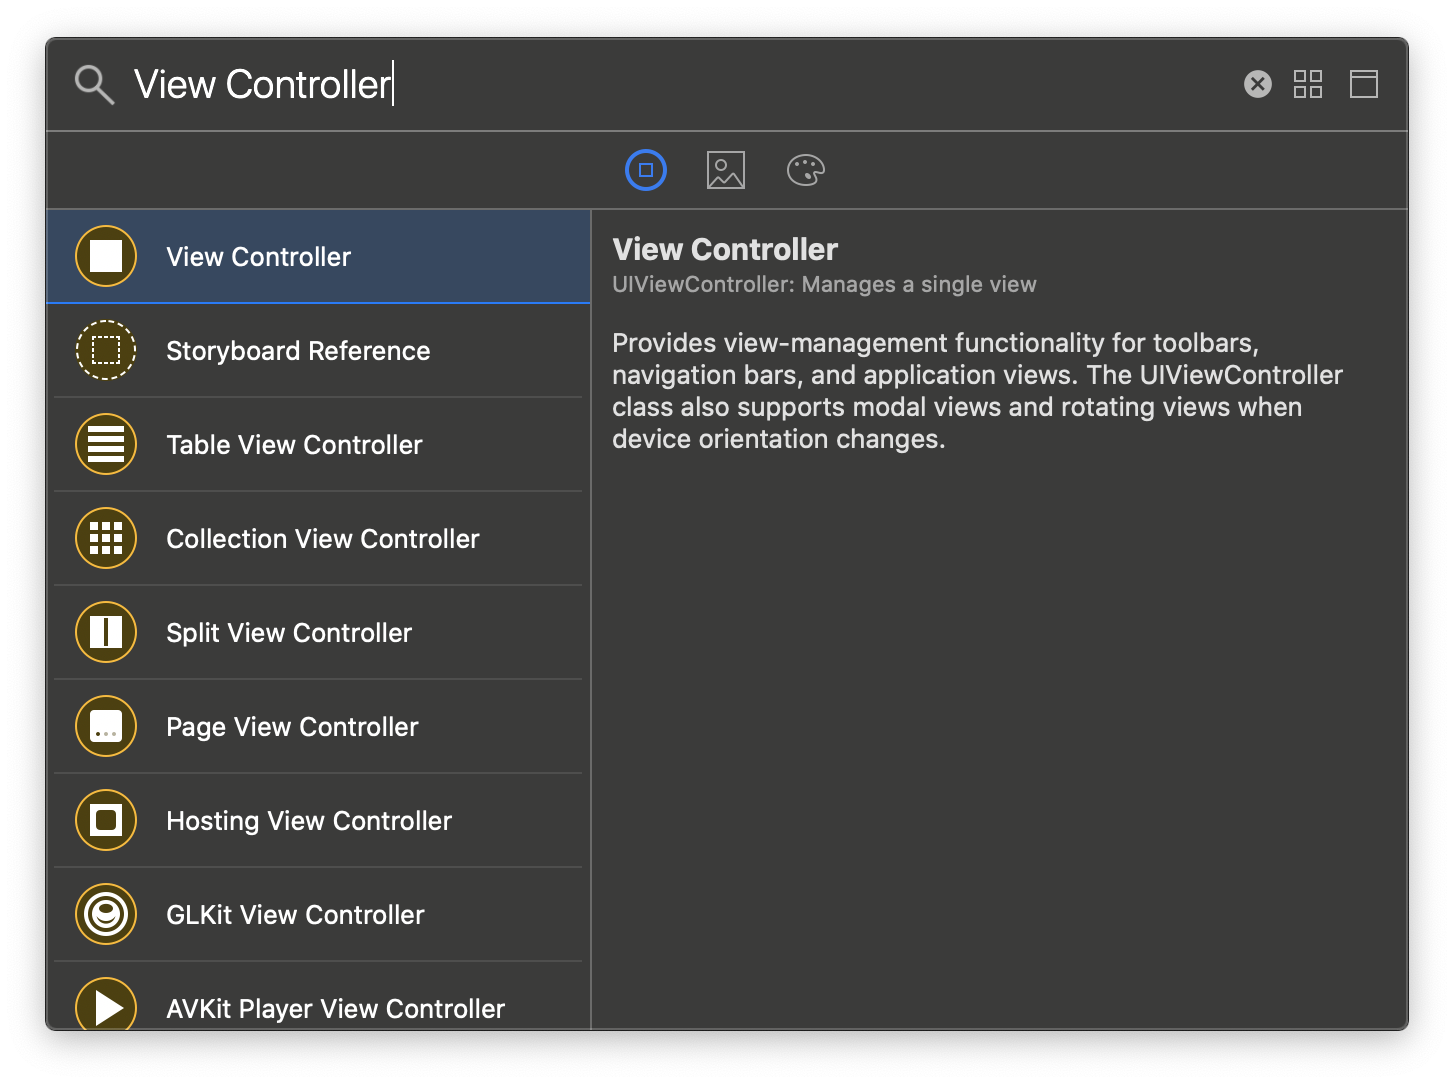 View Controller
View Controller
Storyboard Reference
Table View Controller
Collection View Controller
Split View Controller
Page View Controller
Hosting View Controller
GLKit View Controller
AVKit Player View Controller
View Controller
UIViewController: Manages a single view
Provides view-management functionality for toolbars,
navigation bars, and application views. The UIViewController
class also supports modal views and rotating views when
device orientation changes.